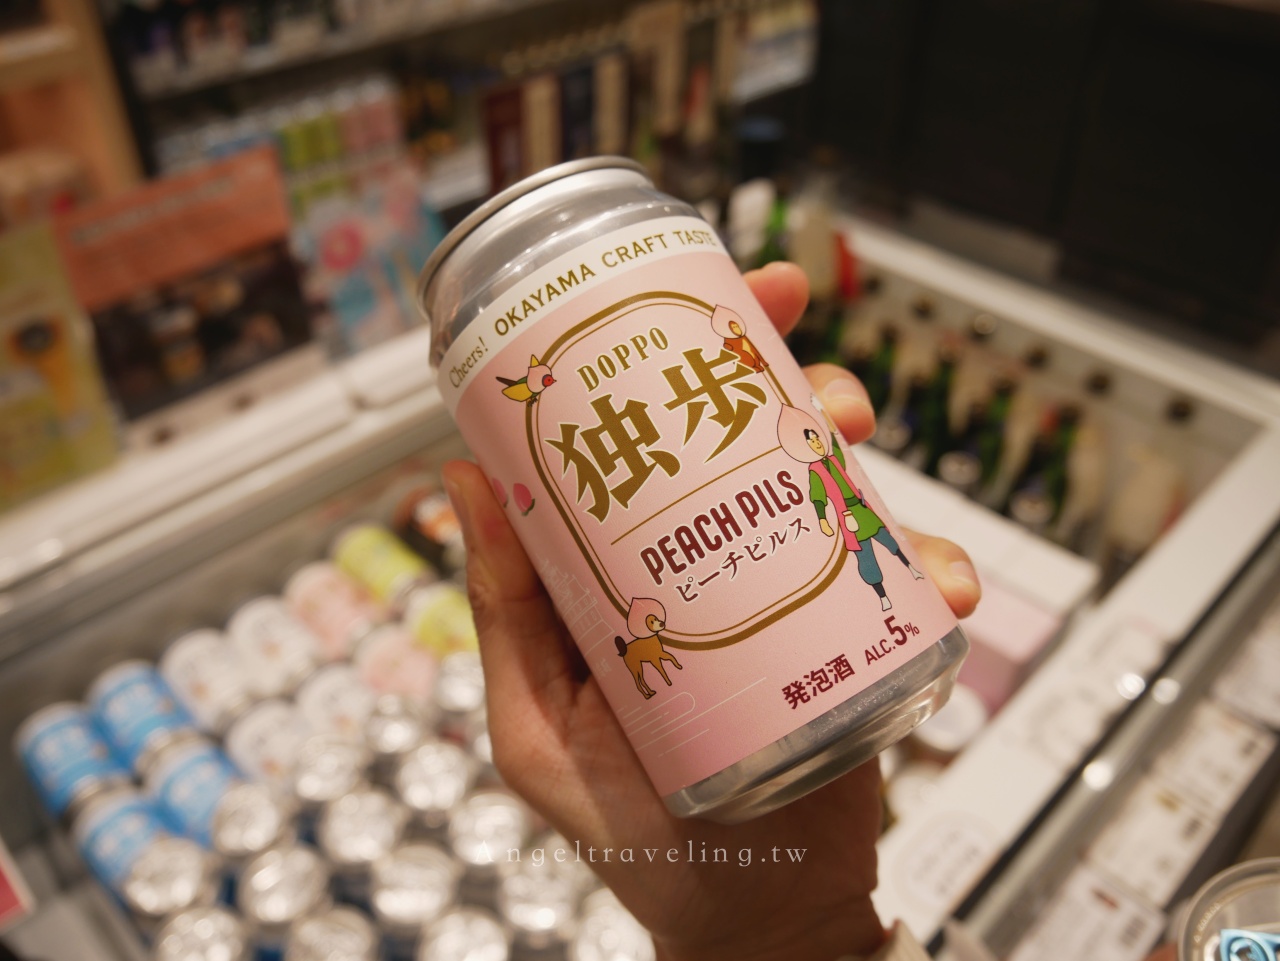 Cheers! OKAYAMA CRAFT TASTE
DOPPO
独歩
PEACH PILS
ピーチピルス
発泡酒 ALC.5%
Angeltraveling.tw